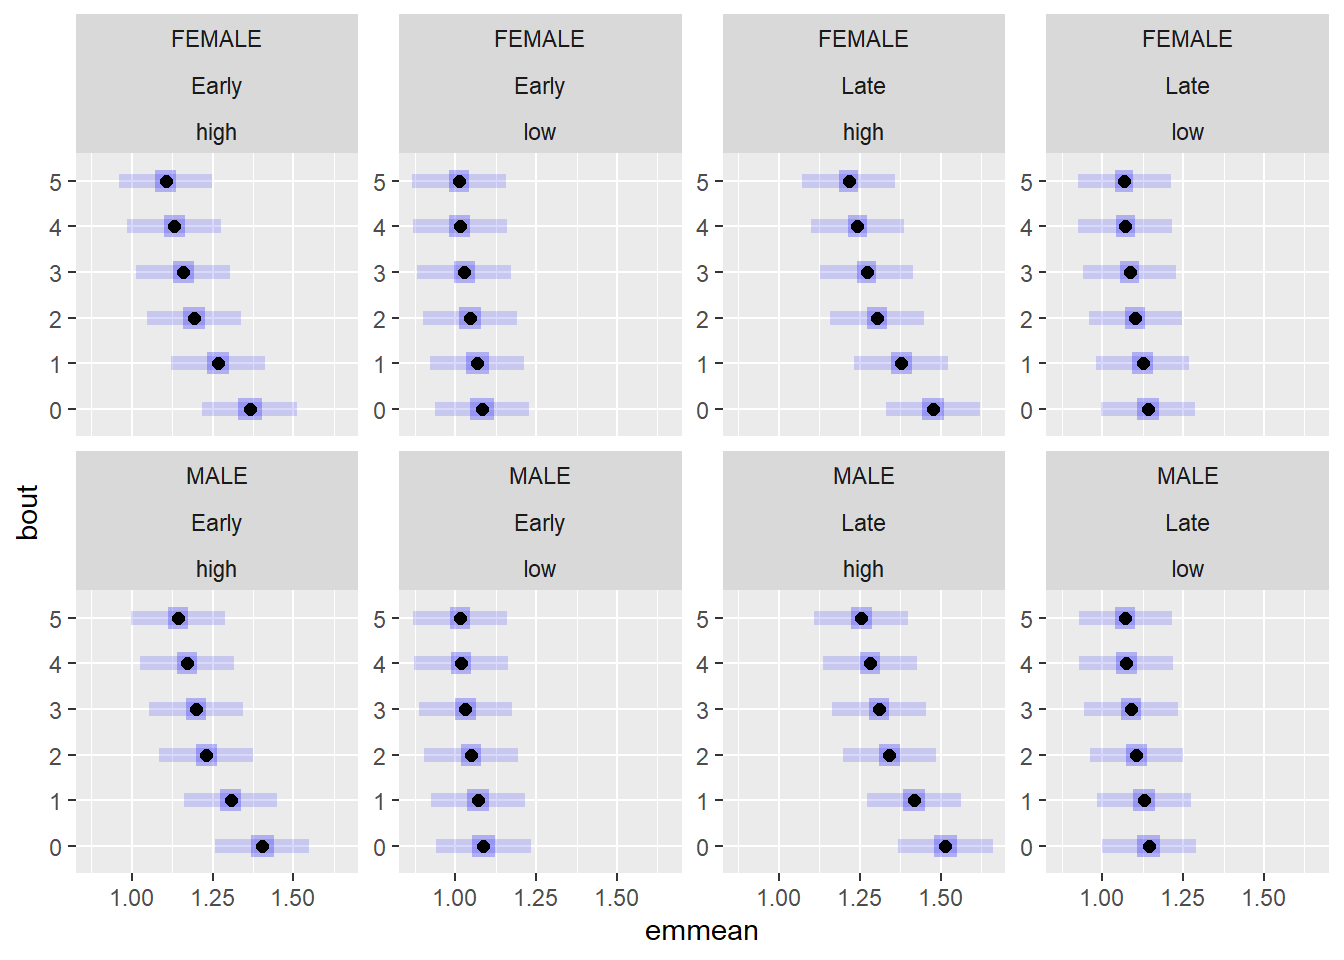 FEMALE FEMALE FEMALE FEMALE
Early Early Late Late
high low high low
5 5 5 5
4 4 4 4
3 3 3 3
2 2 2 2
1 1 1 1
0 0 0 0
bout
MALE MALE MALE MALE
Early Early Late Late
high low high low
5 5 5 5
4 4 4 4
3 3 3 3
2 2 2 2
1 1 1 1
0 0 0 0
1.00 1.25 1.50 1.00 1.25 1.50 1.00 1.25 1.50 1.00 1.25 1.50
emmean